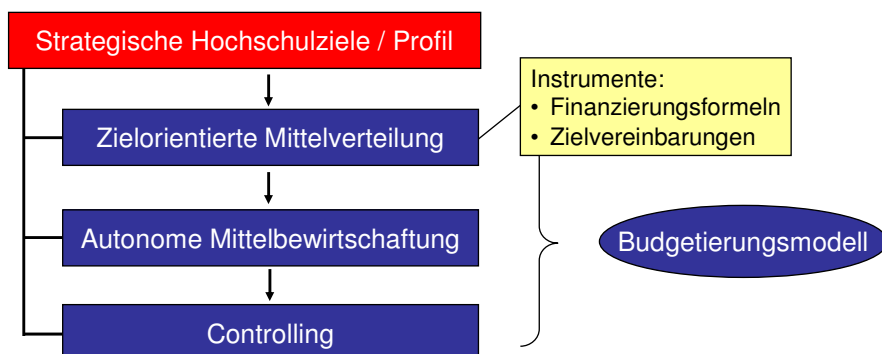 Strategische Hochschulziele / Profil
Instrumente:
• Finanzierungsformeln
• Zielvereinbarungen
Zielorientierte Mittelverteilung
Autonome Mittelbewirtschaftung
Budgetierungsmodell
Controlling